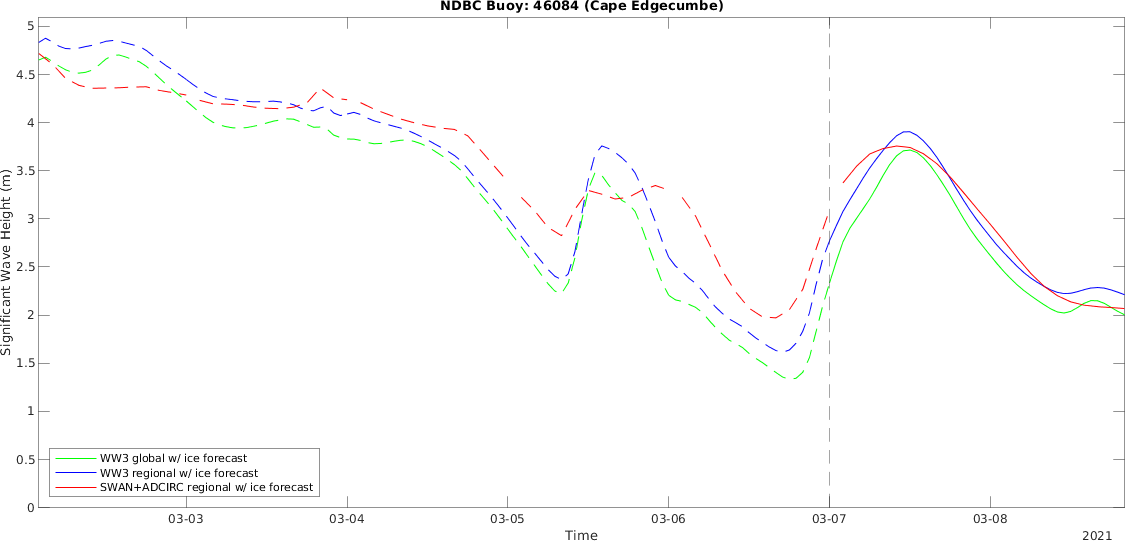 NDBC Buoy: 46084 (Cape Edgecumbe)
Significant Wave Height (m)
5
4.5
4
3.5
3
2.5
2
1.5
1
0.5
0
WW3 global w/ ice forecast
WW3 regional w/ ice forecast
SWAN+ADCIRC regional w/ ice forecast
03-03 03-04 03-05 03-06 03-07 03-08
Time
2021